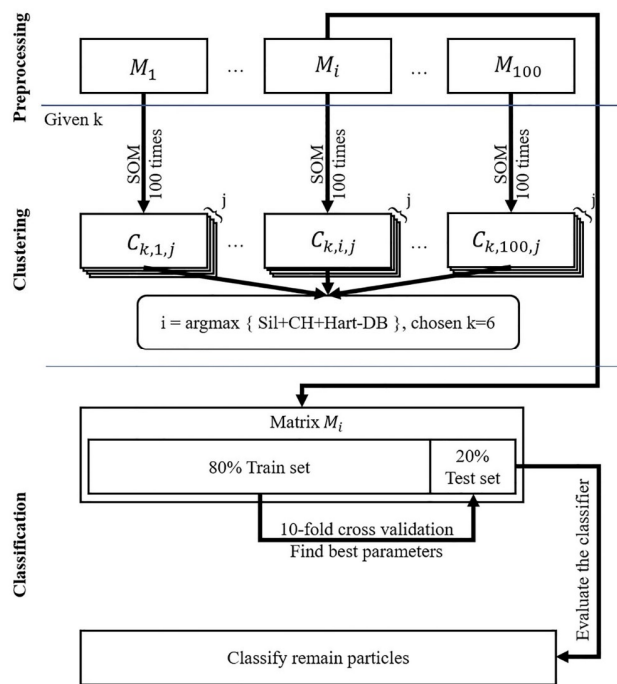 Preprocessing
M1 ... Mi ... M100
Given k
SOM
100 times
SOM
100 times
SOM
100 times
Clustering
j
j
j
Ck,1,j ... Ck,i,j ... Ck,100,j
i = argmax { Sil+CH+Hart-DB }, chosen k=6
Classification
Matrix Mi
80% Train set
20%
Test set
10-fold cross validation
Find best parameters
Evaluate the classifier
Classify remain particles